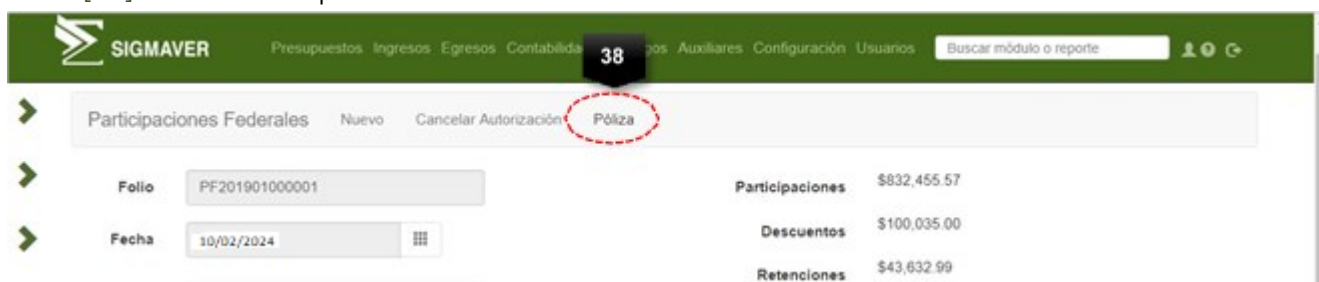 SIGMAVER Presupuestos Ingresos Egresos Contabilida os Auxiliares Configuración Usuarios Buscar módulo o reporte
38
Participaciones Federales Nuevo Cancelar Autorización Póliza
Folio PF201901000001 Participaciones $832,455.57
Fecha 10/02/2024 Descuentos $100,035.00
Retenciones $43,632.99